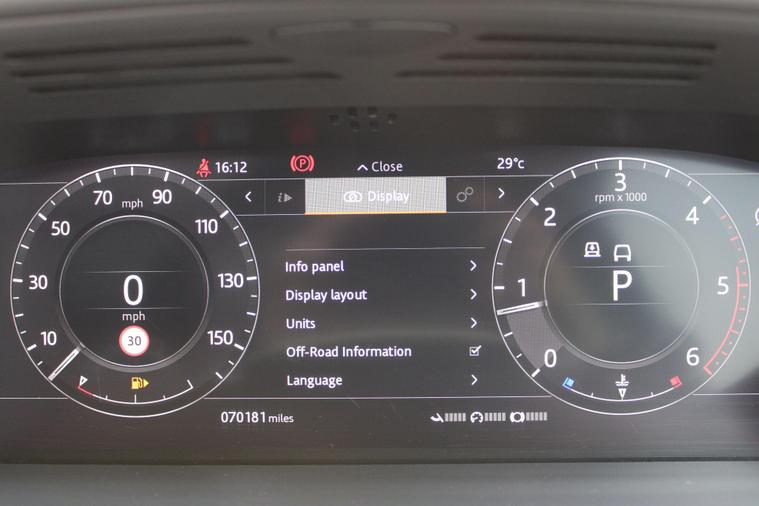 16:12
P
Close
29°c
i
Display
70 mph 90
50 110
30 130
10 150
0
mph
30
Info panel
Display layout
Units
Off-Road Information
Language
070181 miles
3
rpm x 1000
2 4
1 5
0 6
P